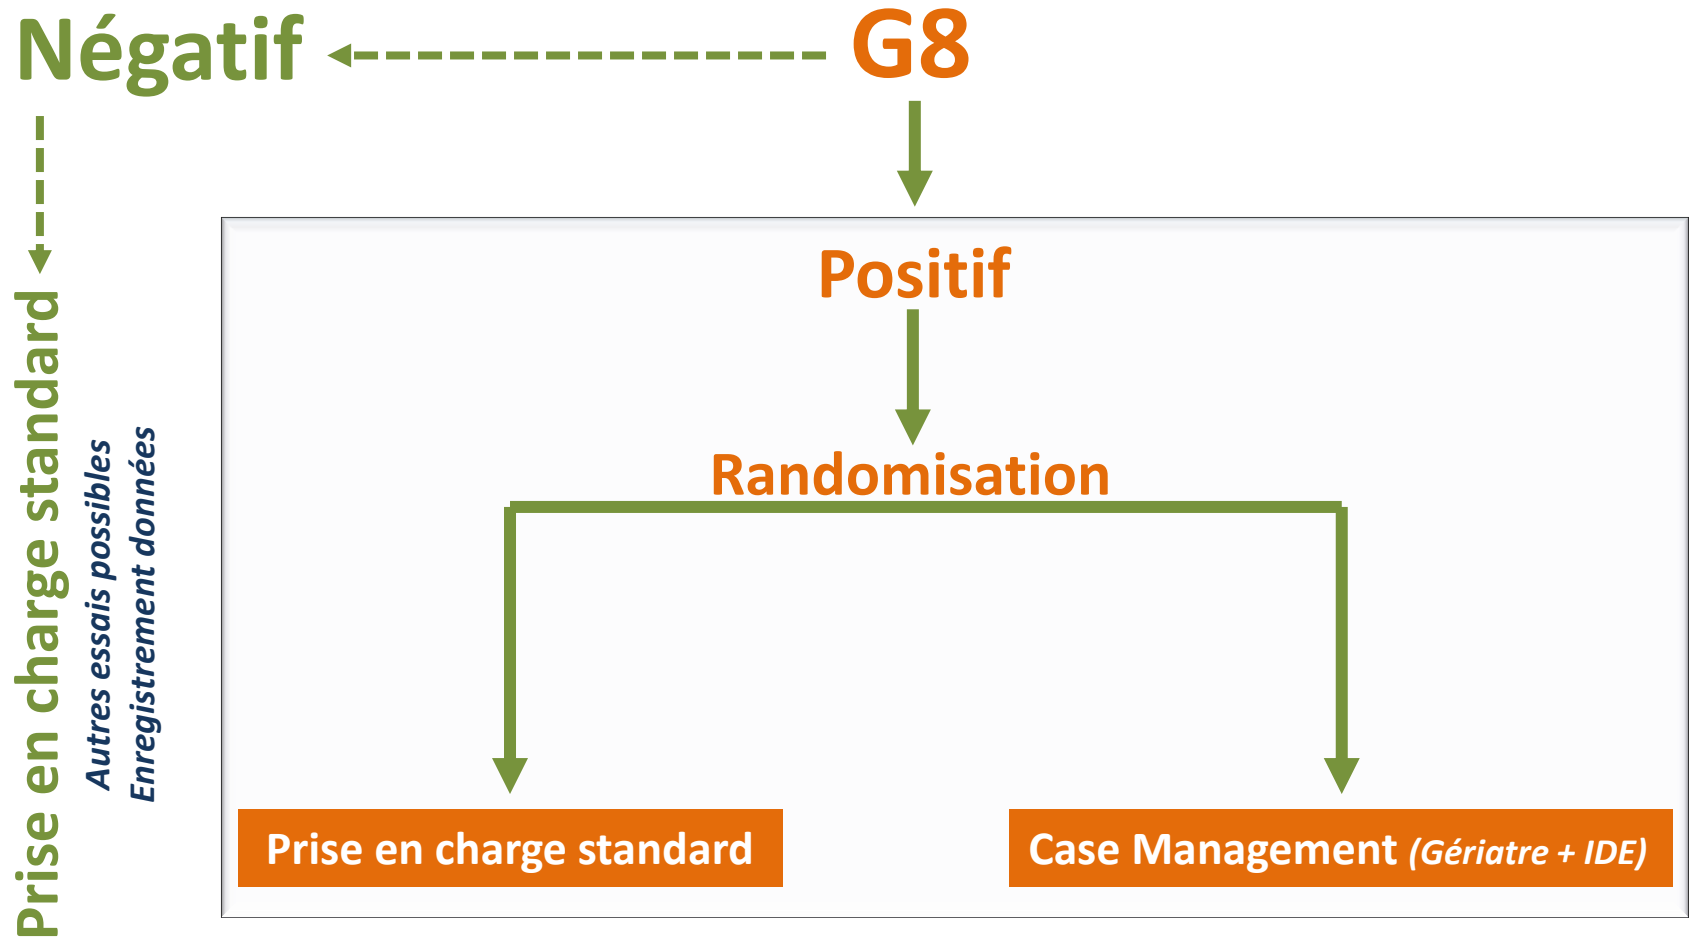 Négatif
G8
Positif
Randomisation
Prise en charge standard
Autres essais possibles
Enregistrement données
Prise en charge standard
Case Management (Gériatre + IDE)